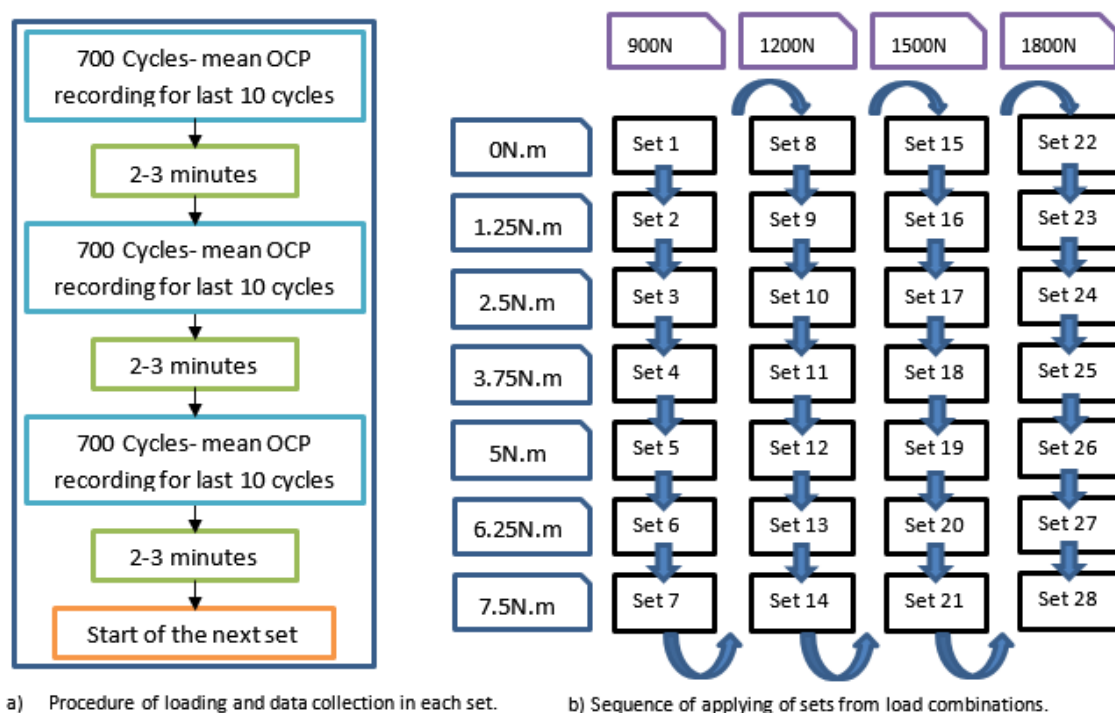 700 Cycles- mean OCP
recording for last 10 cycles
2-3 minutes
700 Cycles- mean OCP
recording for last 10 cycles
2-3 minutes
700 Cycles- mean OCP
recording for last 10 cycles
2-3 minutes
Start of the next set
a) Procedure of loading and data collection in each set.
900N 1200N 1500N 1800N
0N.m Set 1 Set 8 Set 15 Set 22
1.25N.m Set 2 Set 9 Set 16 Set 23
2.5N.m Set 3 Set 10 Set 17 Set 24
3.75N.m Set 4 Set 11 Set 18 Set 25
5N.m Set 5 Set 12 Set 19 Set 26
6.25N.m Set 6 Set 13 Set 20 Set 27
7.5N.m Set 7 Set 14 Set 21 Set 28
b) Sequence of applying of sets from load combinations.